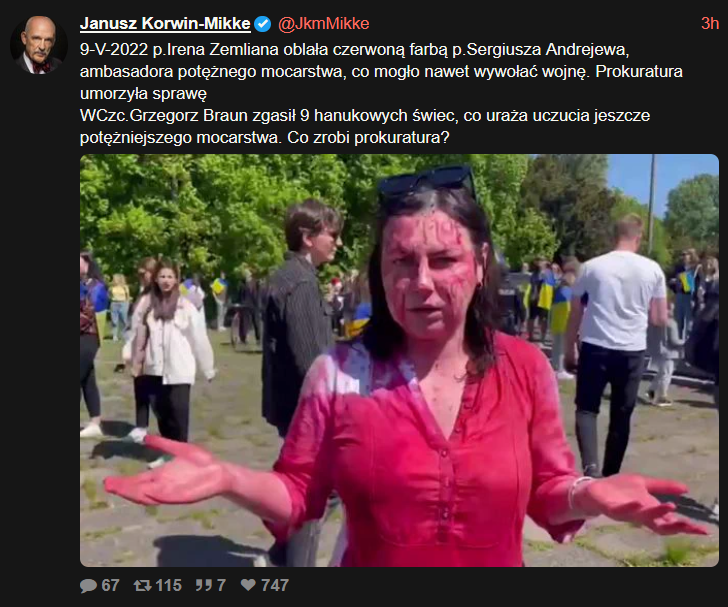 Janusz Korwin-Mikke @JkmMikke 3h
9-V-2022 p.Irena Zemliana oblała czerwoną farbą p.Sergiusza Andrejewa,
ambasadora potężnego mocarstwa, co mogło nawet wywołać wojnę. Prokuratura
umorzyła sprawę
WCzc.Grzegorz Braun zgasił 9 hanukowych świec, co uraża uczucia jeszcze
potężniejszego mocarstwa. Co zrobi prokuratura?
67 115 7 747